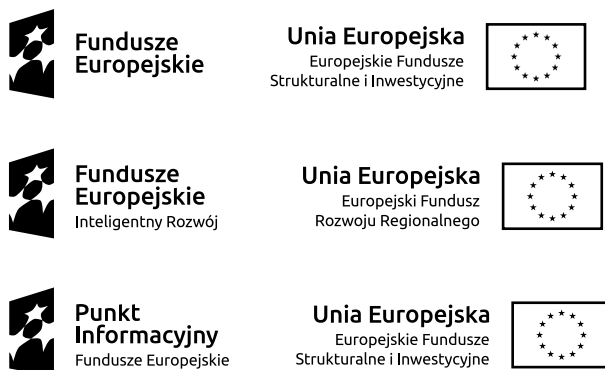 Fundusze
Europejskie
Unia Europejska
Europejskie Fundusze
Strukturalne i Inwestycyjne
Fundusze
Europejskie
Inteligentny Rozwój
Unia Europejska
Europejski Fundusz
Rozwoju Regionalnego
Punkt
Informacyjny
Fundusze Europejskie
Unia Europejska
Europejskie Fundusze
Strukturalne i Inwestycyjne